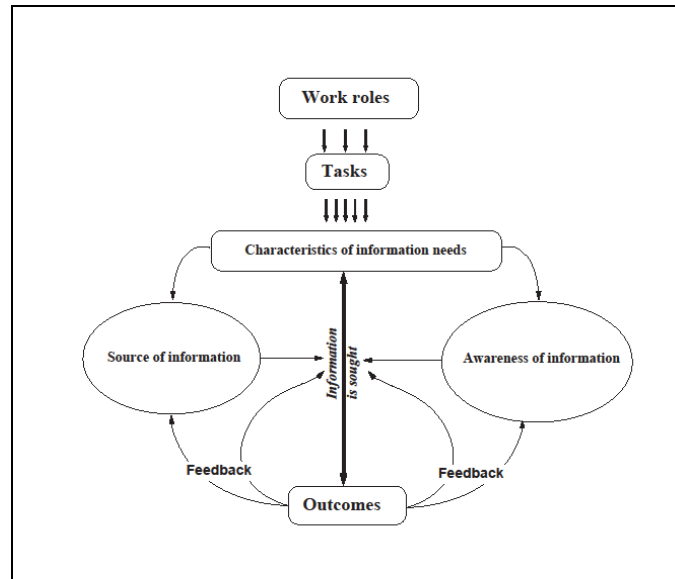 Work roles
Tasks
Characteristics of information needs
Source of information
Information
is sought
Awareness of information
Feedback
Feedback
Outcomes